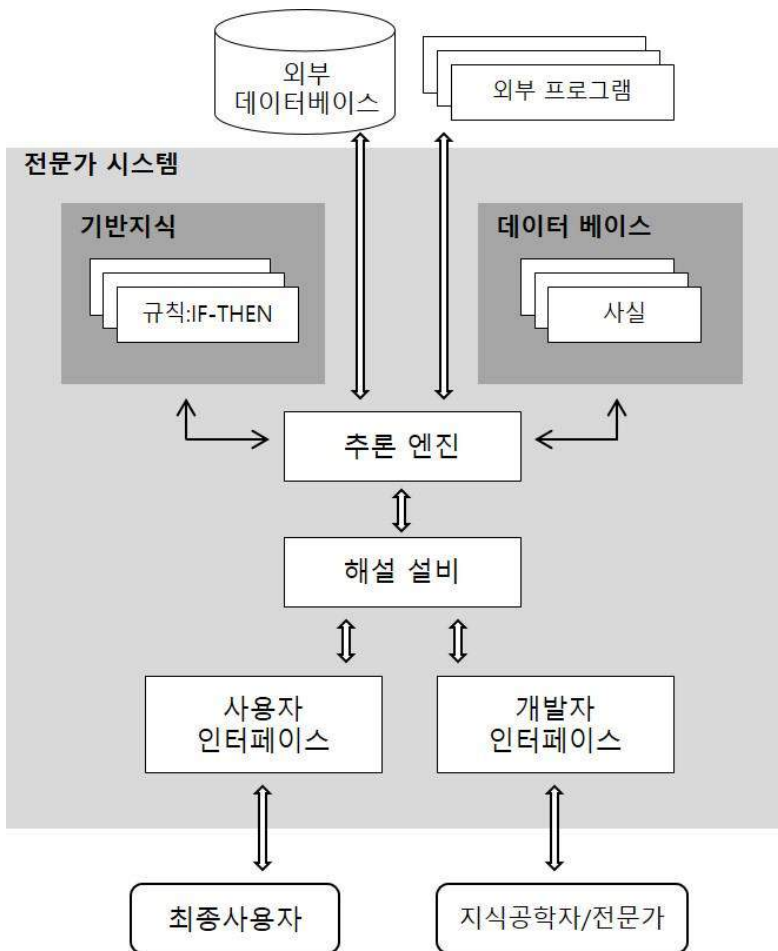 외부
데이터베이스
외부 프로그램
전문가 시스템
기반지식
규칙:IF-THEN
데이터 베이스
사실
추론 엔진
해설 설비
사용자
인터페이스
개발자
인터페이스
최종사용자
지식공학자/전문가